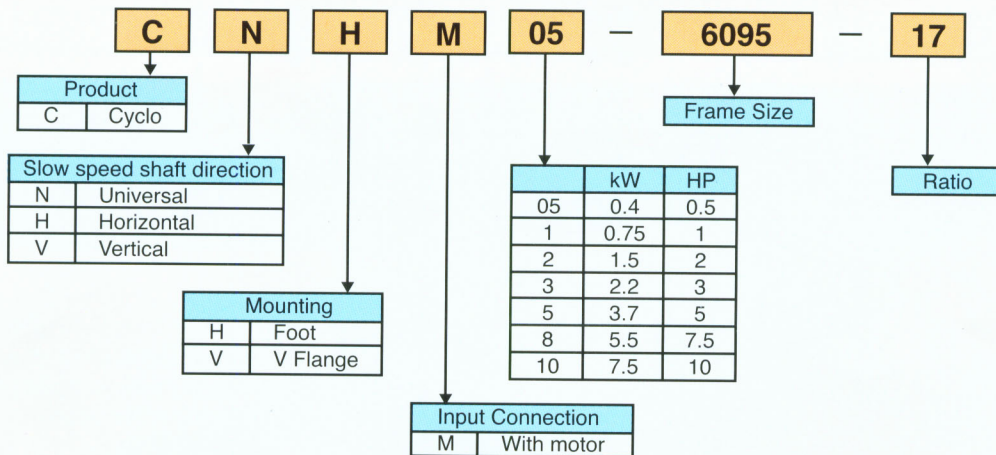 C N H M 05 – 6095 – 17
Product
C Cyclo
Frame Size
Slow speed shaft direction
N Universal
H Horizontal
V Vertical
kW HP
05 0.4 0.5
1 0.75 1
2 1.5 2
3 2.2 3
5 3.7 5
8 5.5 7.5
10 7.5 10
Ratio
Mounting
H Foot
V V Flange
Input Connection
M With motor